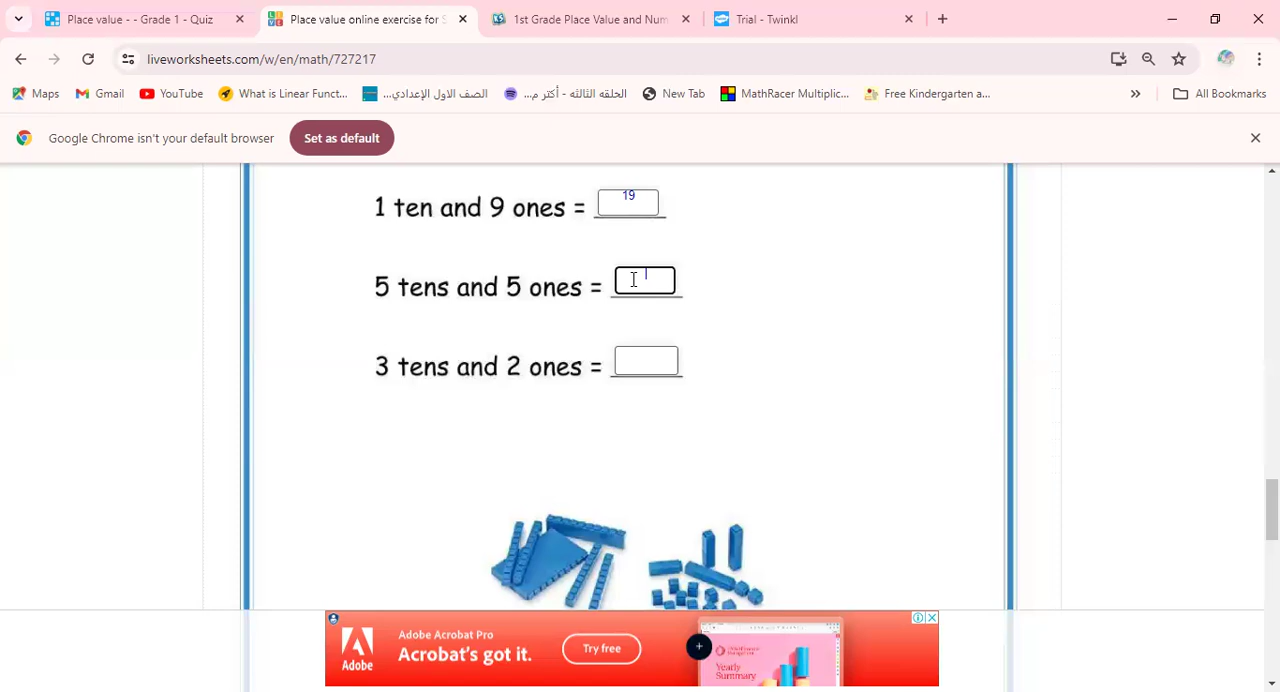 Place value - - Grade 1 - Quiz
Place value online exercise for S
1st Grade Place Value and Num
Trial - Twinkl
liveworksheets.com/w/en/math/727217
Maps
Gmail
YouTube
What is Linear Funct...
الصف الاول الإعدادي...
الحلقه الثالثه - أكثر م...
New Tab
MathRacer Multiplic...
Free Kindergarten a...
All Bookmarks
Google Chrome isn't your default browser
Set as default
1 ten and 9 ones = 19
5 tens and 5 ones =
3 tens and 2 ones =
Adobe
Adobe Acrobat Pro
Acrobat's got it.
Try free
Yearly
Summary